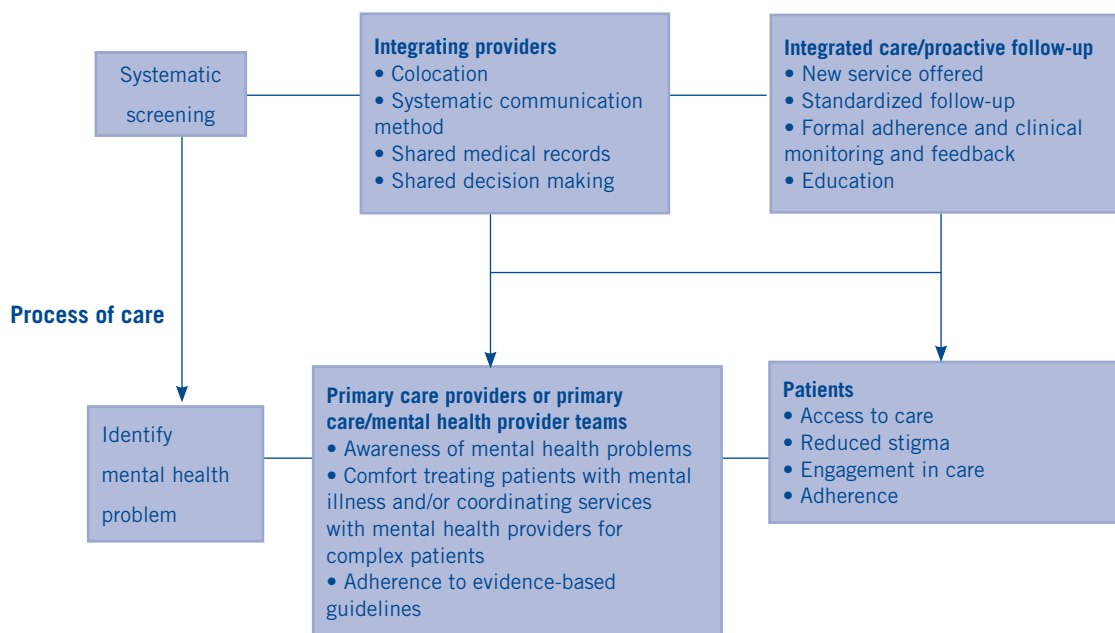 Systematic
screening
Integrating providers
• Colocation
• Systematic communication
method
• Shared medical records
• Shared decision making
Integrated care/proactive follow-up
• New service offered
• Standardized follow-up
• Formal adherence and clinical
monitoring and feedback
• Education
Process of care
Identify
mental health
problem
Primary care providers or primary
care/mental health provider teams
• Awareness of mental health problems
• Comfort treating patients with mental
illness and/or coordinating services
with mental health providers for
complex patients
• Adherence to evidence-based
guidelines
Patients
• Access to care
• Reduced stigma
• Engagement in care
• Adherence